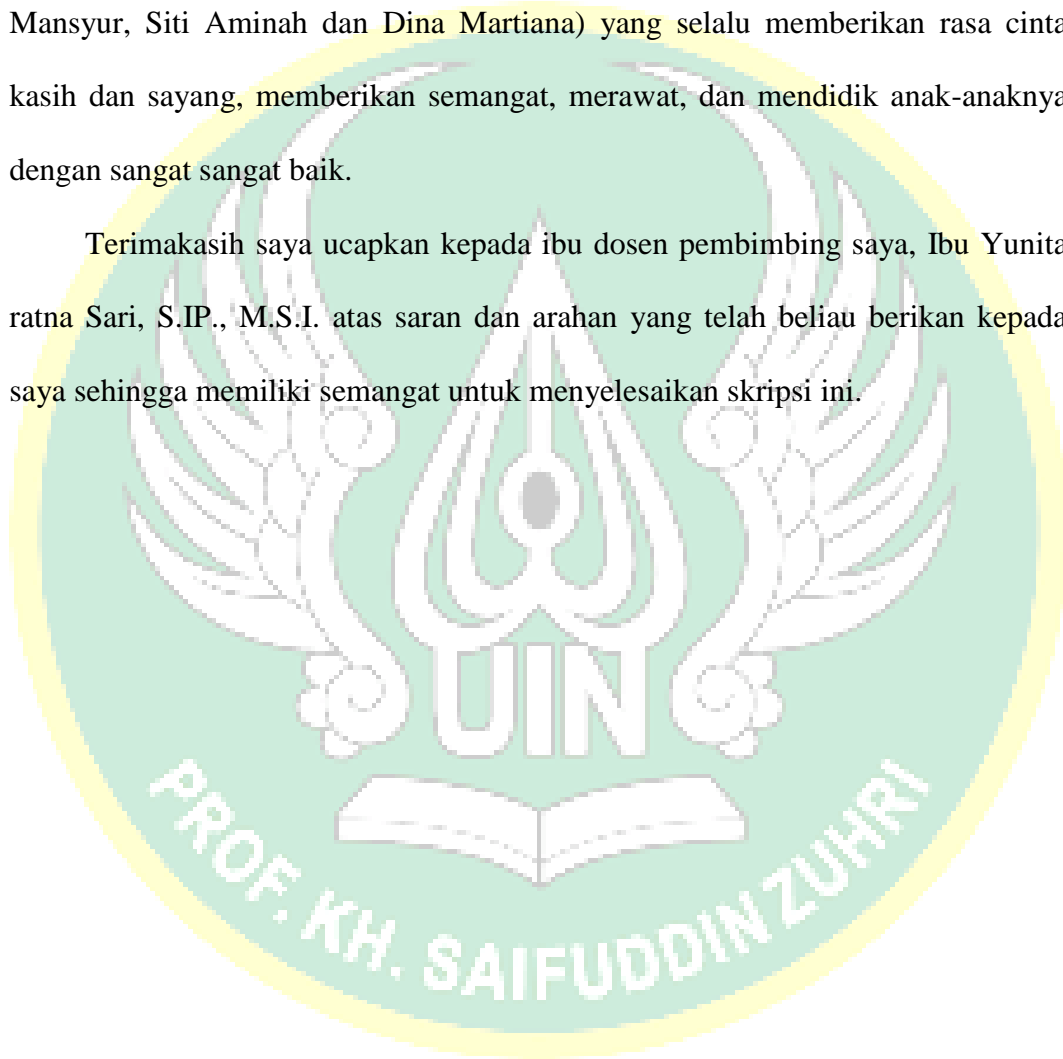 Mansyur, Siti Aminah dan Dina Martiana) yang selalu memberikan rasa cinta
kasih dan sayang, memberikan semangat, merawat, dan mendidik anak-anaknya
dengan sangat sangat baik.
Terimakasih saya ucapkan kepada ibu dosen pembimbing saya, Ibu Yunita
ratna Sari, S.IP., M.S.I. atas saran dan arahan yang telah beliau berikan kepada
saya sehingga memiliki semangat untuk menyelesaikan skripsi ini.
UIN
PROF. KH. SAIFUDDIN ZUHRI